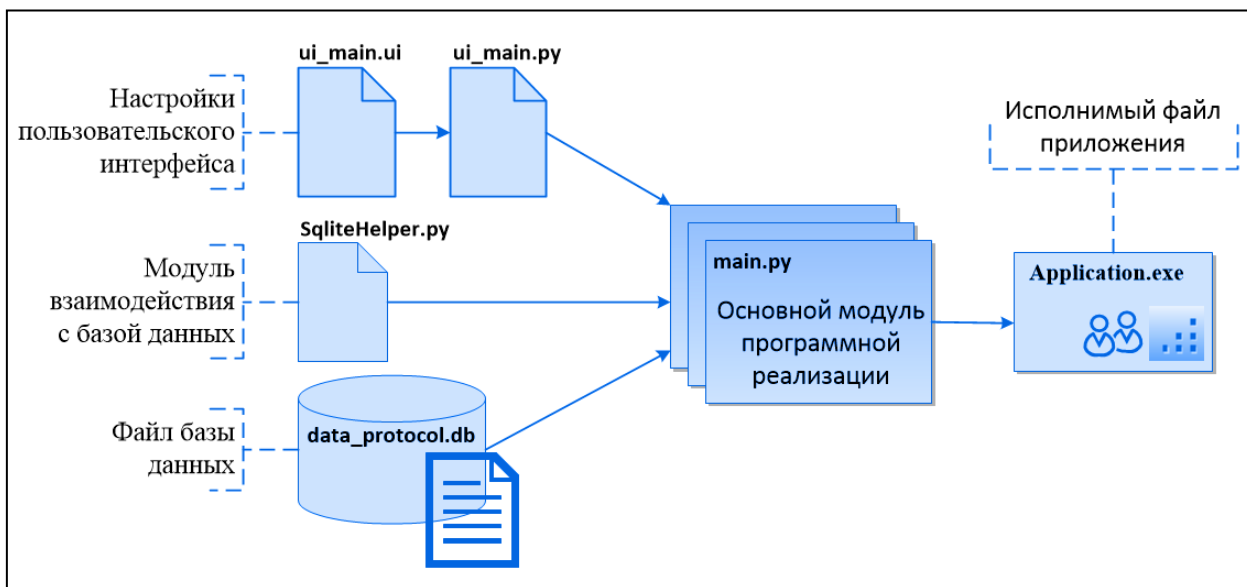 ui_main.ui
ui_main.py
Настройки
пользовательского
интерфейса
Исполнимый файл
приложения
SqliteHelper.py
Модуль
взаимодействия
с базой данных
main.py
Основной модуль
программной
реализации
Application.exe
Файл базы
данных
data_protocol.db